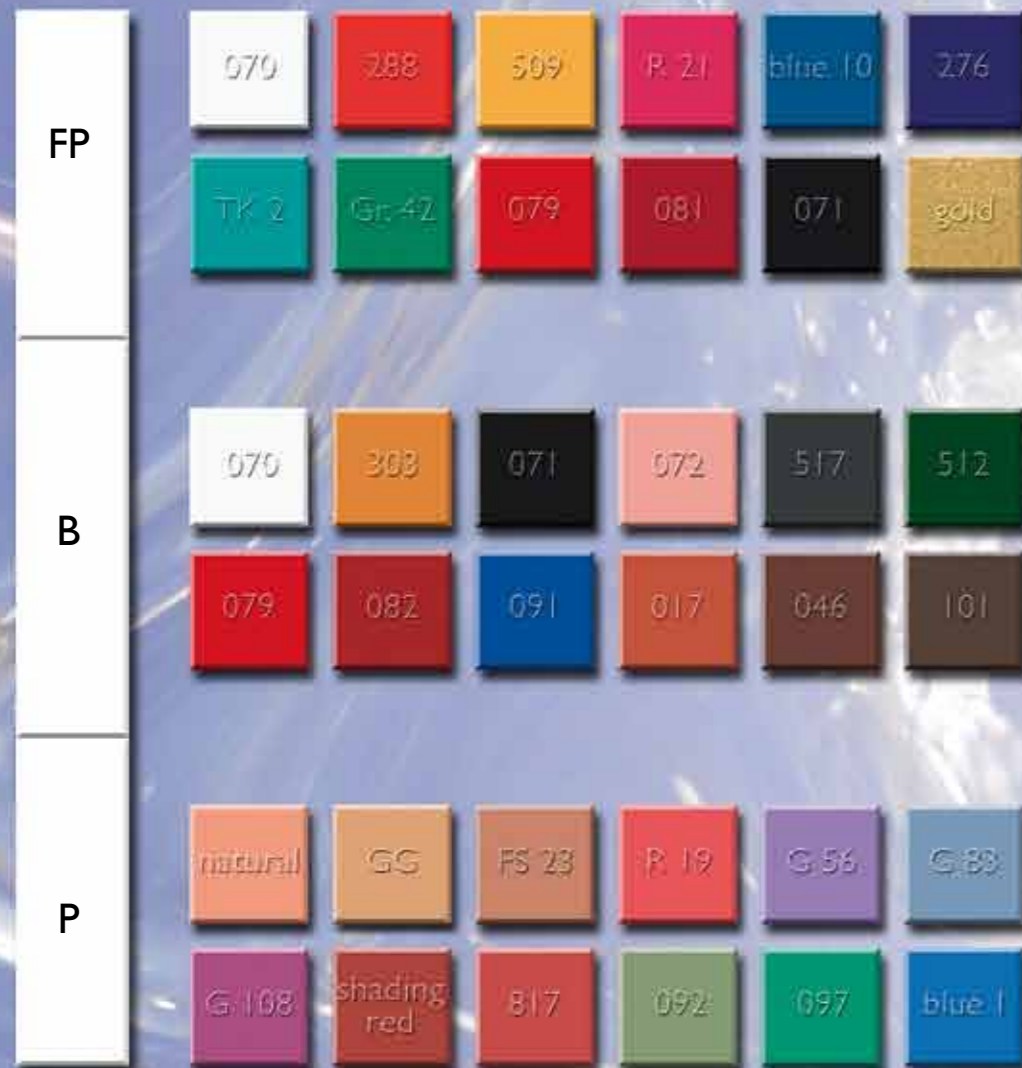 FP
070 288 509 R 21 blue 10 276
TK 2 Gr. 42 079 081 071 gold
B
070 303 071 072 517 512
079 082 091 017 046 101
P
natural GG FS 23 R 19 G 56 G 83
G 108 shading red 817 092 097 blue 1